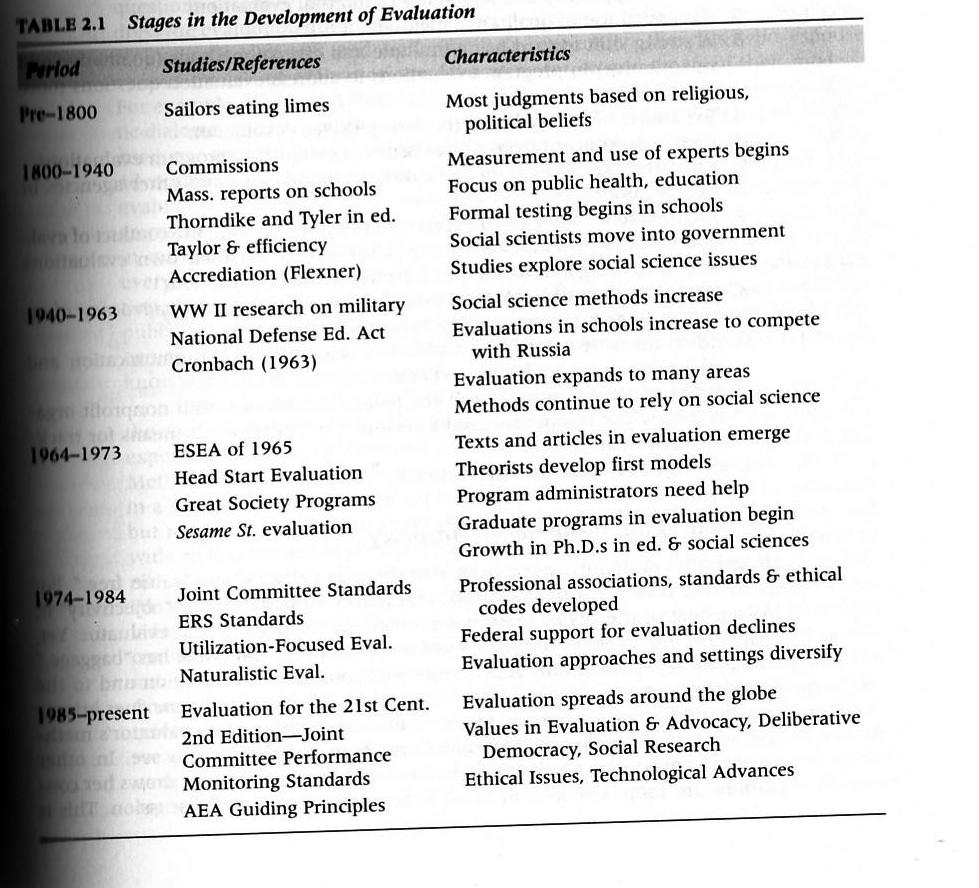 TABLE 2.1 Stages in the Development of Evaluation
Period Studies/References Characteristics
Pre–1800 Sailors eating limes Most judgments based on religious,
political beliefs
1800–1940 Commissions Measurement and use of experts begins
Mass. reports on schools Focus on public health, education
Thorndike and Tyler in ed. Formal testing begins in schools
Taylor & efficiency Social scientists move into government
Accrediation (Flexner) Studies explore social science issues
1940–1963 WW II research on military Social science methods increase
National Defense Ed. Act Evaluations in schools increase to compete
with Russia
Cronbach (1963) Evaluation expands to many areas
Methods continue to rely on social science
1964–1973 ESEA of 1965 Texts and articles in evaluation emerge
Head Start Evaluation Theorists develop first models
Great Society Programs Program administrators need help
Sesame St. evaluation Graduate programs in evaluation begin
Growth in Ph.D.s in ed. & social sciences
1974–1984 Joint Committee Standards Professional associations, standards & ethical
codes developed
ERS Standards Federal support for evaluation declines
Utilization-Focused Eval. Evaluation approaches and settings diversify
Naturalistic Eval.
1985–present Evaluation for the 21st Cent. Evaluation spreads around the globe
2nd Edition—Joint Values in Evaluation & Advocacy, Deliberative
Committee Performance Democracy, Social Research
Monitoring Standards Ethical Issues, Technological Advances
AEA Guiding Principles